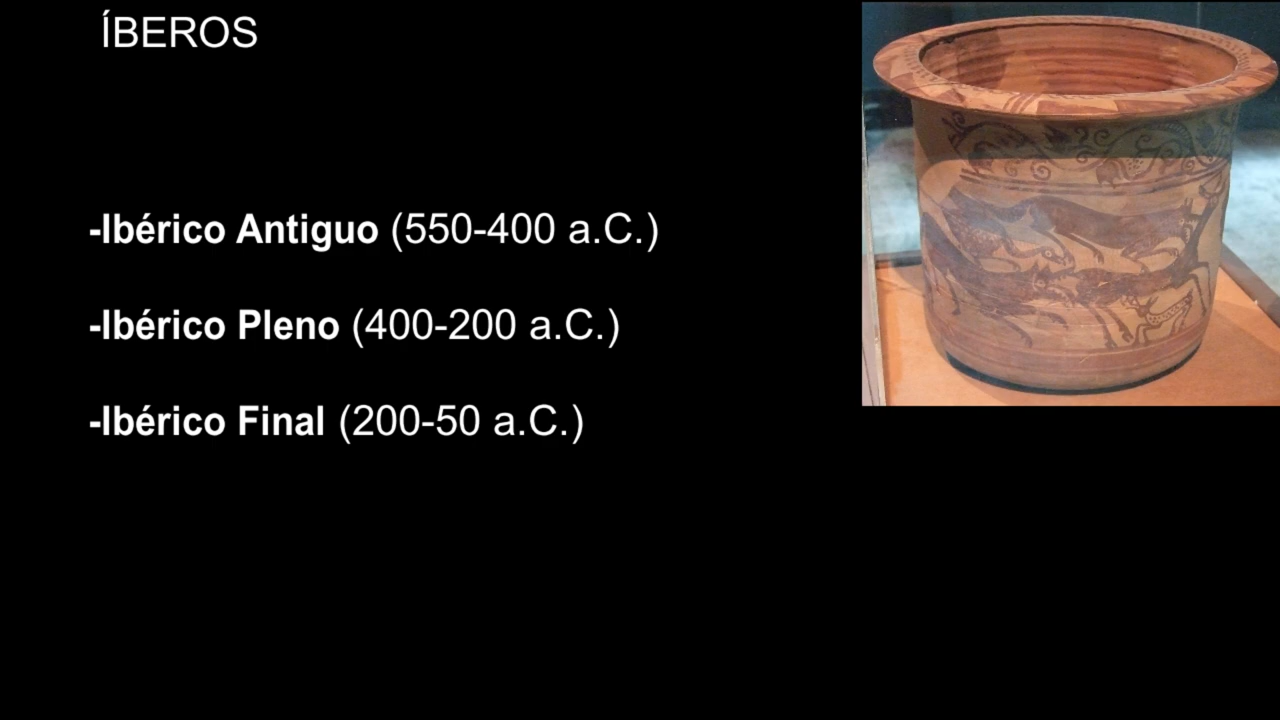 ÍBEROS
-Ibérico Antiguo (550-400 a.C.)
-Ibérico Pleno (400-200 a.C.)
-Ibérico Final (200-50 a.C.)